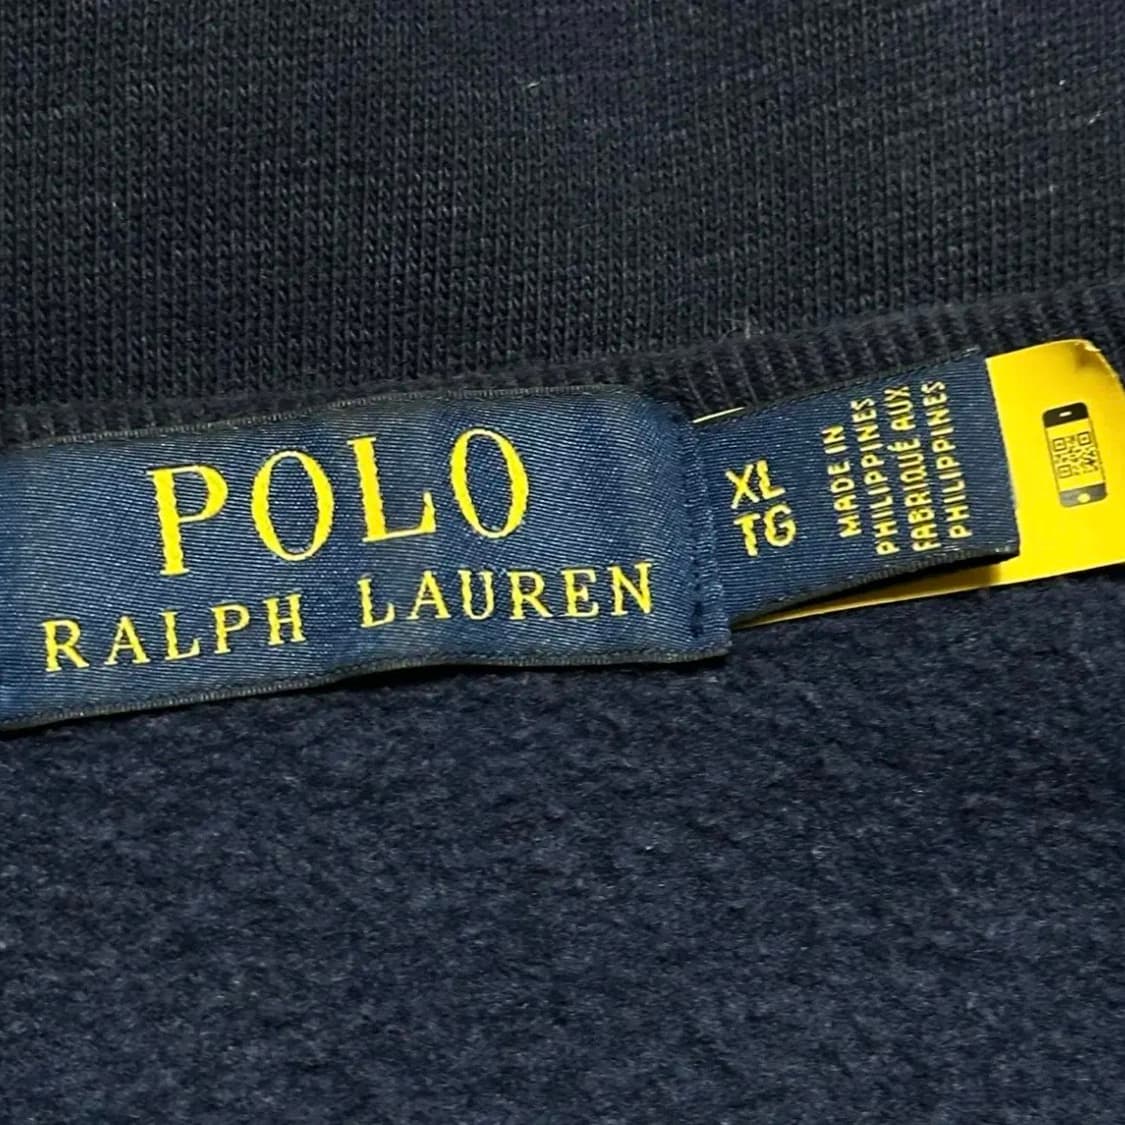 POLO
RALPH LAUREN
XL
TG
MADE IN
PHILIPPINES
FABRIQUÉ AUX
PHILIPPINES